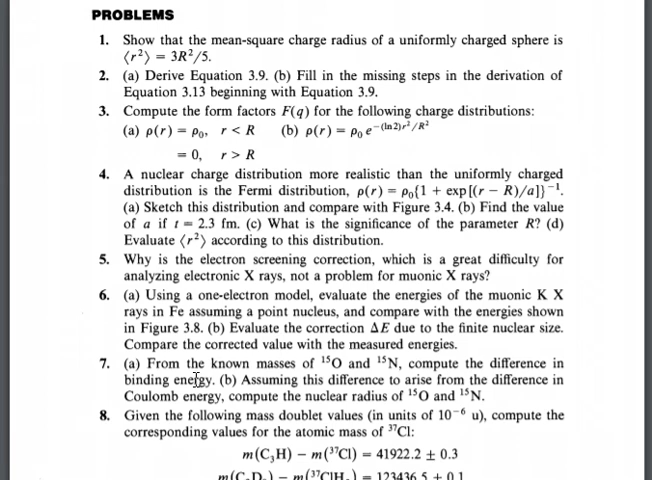 PROBLEMS
1. Show that the mean-square charge radius of a uniformly charged sphere is
⟨r²⟩ = 3R²/5.
2. (a) Derive Equation 3.9. (b) Fill in the missing steps in the derivation of
Equation 3.13 beginning with Equation 3.9.
3. Compute the form factors F(q) for the following charge distributions:
(a) ρ(r) = ρ₀, r < R (b) ρ(r) = ρ₀ e^{-(ln 2)r²/R²}
= 0, r > R
4. A nuclear charge distribution more realistic than the uniformly charged
distribution is the Fermi distribution, ρ(r) = ρ₀{1 + exp[(r − R)/a]}⁻¹.
(a) Sketch this distribution and compare with Figure 3.4. (b) Find the value
of a if t = 2.3 fm. (c) What is the significance of the parameter R? (d)
Evaluate ⟨r²⟩ according to this distribution.
5. Why is the electron screening correction, which is a great difficulty for
analyzing electronic X rays, not a problem for muonic X rays?
6. (a) Using a one-electron model, evaluate the energies of the muonic K X
rays in Fe assuming a point nucleus, and compare with the energies shown
in Figure 3.8. (b) Evaluate the correction ΔE due to the finite nuclear size.
Compare the corrected value with the measured energies.
7. (a) From the known masses of ¹⁵O and ¹⁵N, compute the difference in
binding energy. (b) Assuming this difference to arise from the difference in
Coulomb energy, compute the nuclear radius of ¹⁵O and ¹⁵N.
8. Given the following mass doublet values (in units of 10⁻⁶ u), compute the
corresponding values for the atomic mass of ³⁷Cl:
m(C₃H) − m(³⁷Cl) = 41922.2 ± 0.3
m(C₂D₈) − m(³⁷ClH₃) = 123436.5 ± 0.1